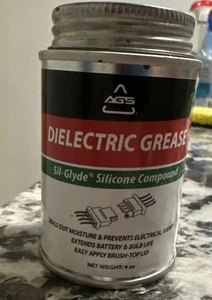 AGS
DIELECTRIC GREASE
Sil-Glyde® Silicone Compound
SEALS OUT MOISTURE & PREVENTS ELECTRICAL SHORTS
EXTENDS BATTERY & BULB LIFE
EASY APPLY BRUSH-TOP LID
NET WEIGHT: 4 oz